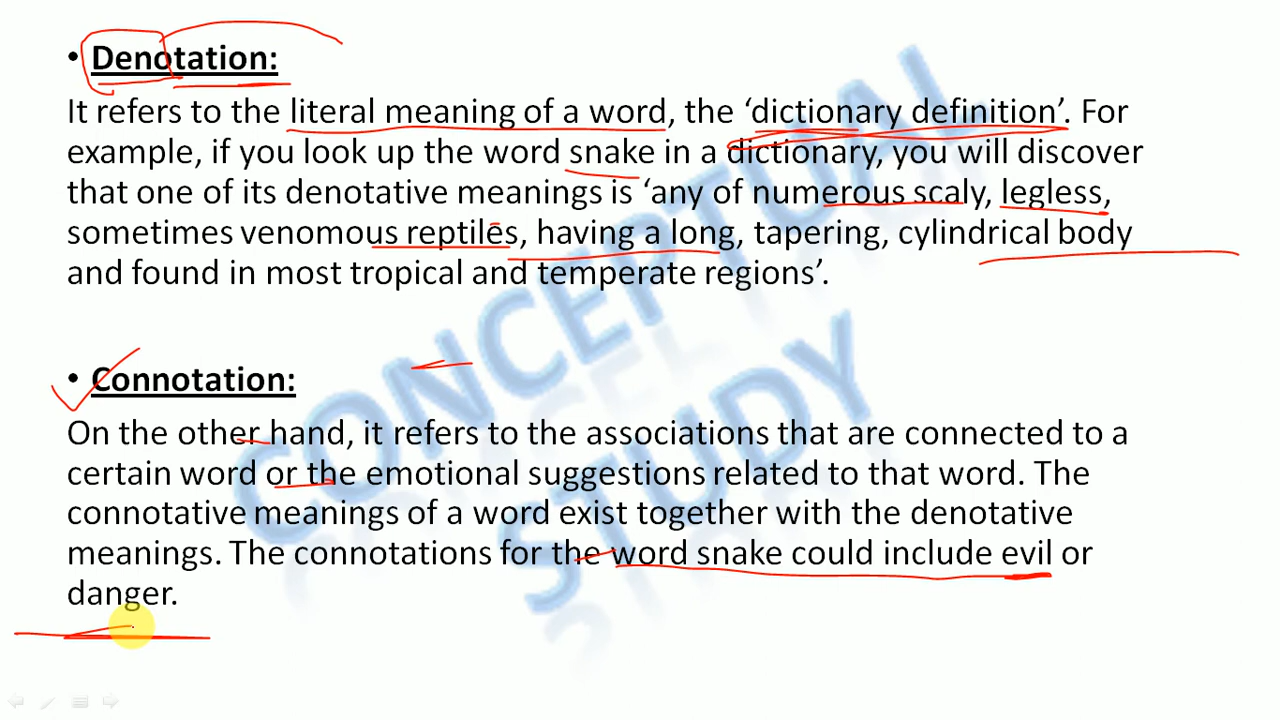 • Denotation:
It refers to the literal meaning of a word, the ‘dictionary definition’. For
example, if you look up the word snake in a dictionary, you will discover
that one of its denotative meanings is ‘any of numerous scaly, legless,
sometimes venomous reptiles, having a long, tapering, cylindrical body
and found in most tropical and temperate regions’.
• Connotation:
On the other hand, it refers to the associations that are connected to a
certain word or the emotional suggestions related to that word. The
connotative meanings of a word exist together with the denotative
meanings. The connotations for the word snake could include evil or
danger.
CONCEPTUAL
STUDY